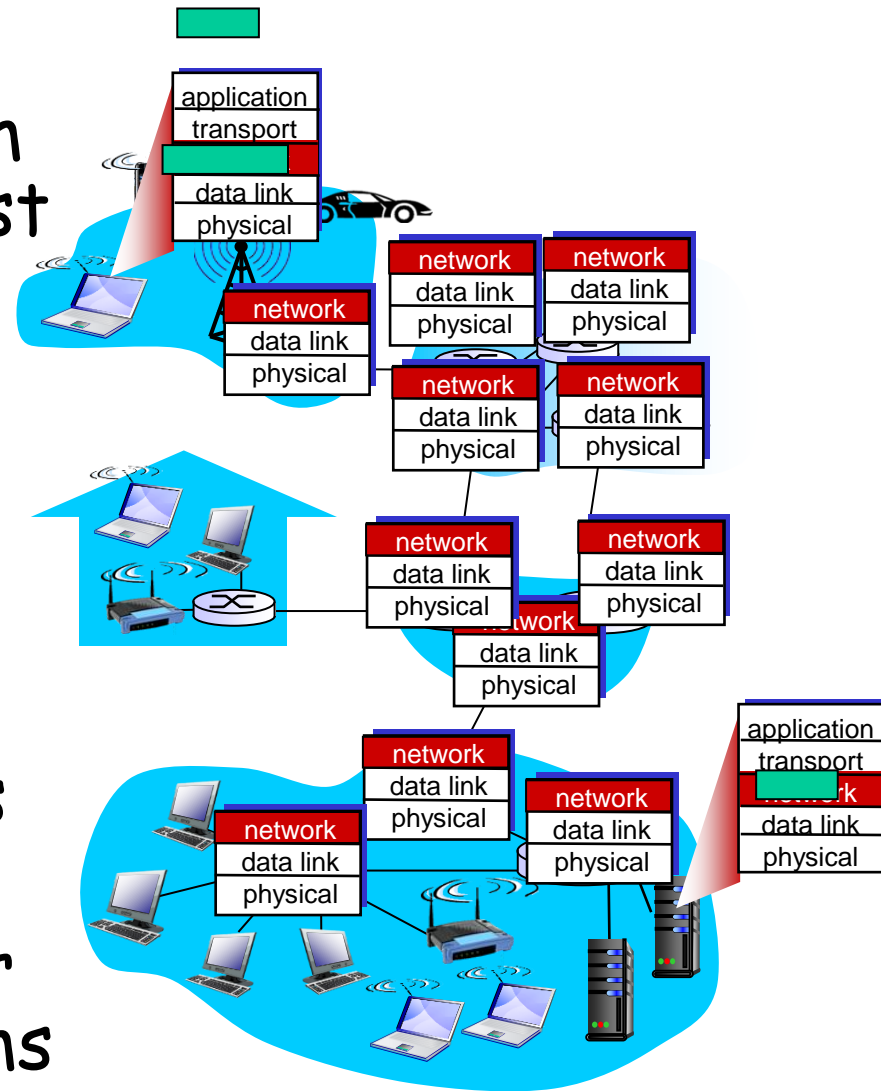 application
transport
data link
physical
network
data link
physical
network
data link
physical
network
data link
physical
network
data link
physical
network
data link
physical
network
data link
physical
network
data link
physical
data link
physical
network
data link
physical
network
data link
physical
network
data link
physical
application
transport
data link
physical